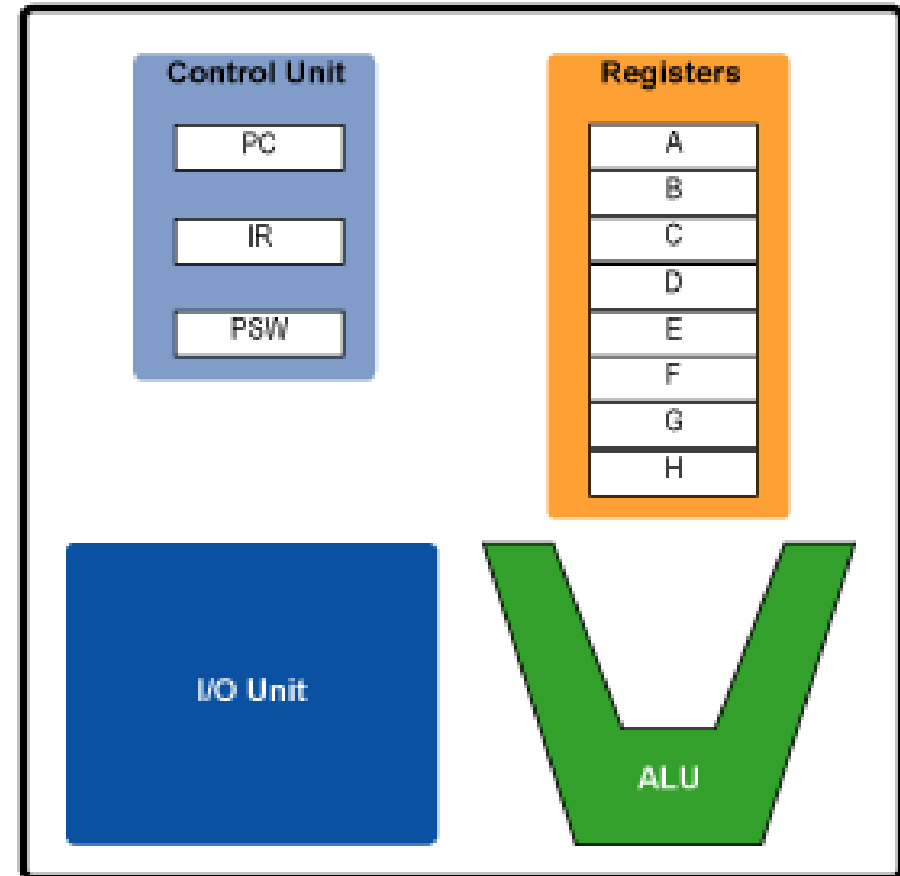 Control Unit
PC
IR
PSW
Registers
A
B
C
D
E
F
G
H
I/O Unit
ALU